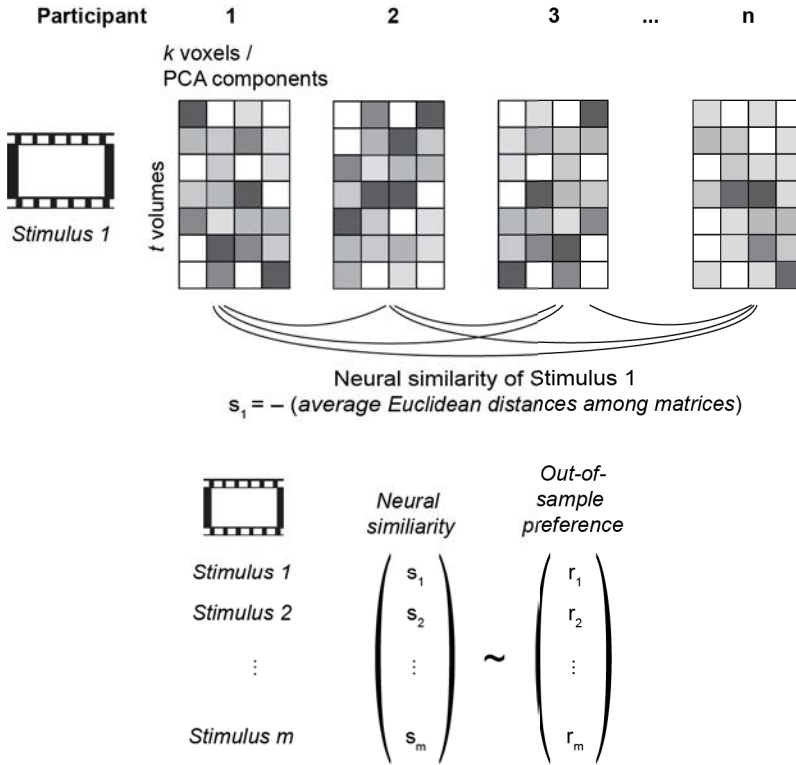 Participant 1 2 3 ... n
k voxels /
PCA components
t volumes
Stimulus 1
Neural similarity of Stimulus 1
s1 = – (average Euclidean distances among matrices)
Neural
similiarity
Out-of-
sample
preference
Stimulus 1 s1 r1
Stimulus 2 s2 ~ r2
⋮ ⋮ ⋮
Stimulus m sm rm